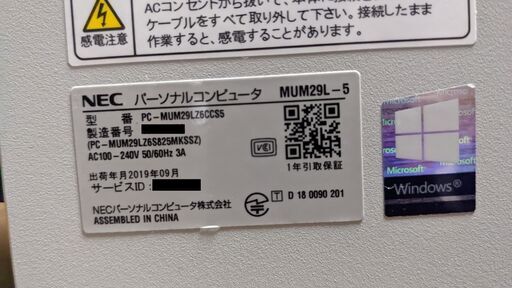 ACコンセントから抜いて、本体に接続
ケーブルをすべて取り外して下さい。接続したまま
作業すると、感電することがあります。
感電注意
NEC パーソナルコンピュータ MUM29L-5
型 番 PC-MUM29LZ6CCS5
製造番号
(PC-MUM29LZ6S825MKSSZ)
AC100-240V 50/60Hz 3A
出荷年月2019年09月
サービスID:
VCCI
1年引取保証
T D 18 0090 201
NECパーソナルコンピュータ株式会社
ASSEMBLED IN CHINA
Microsoft
Windows®